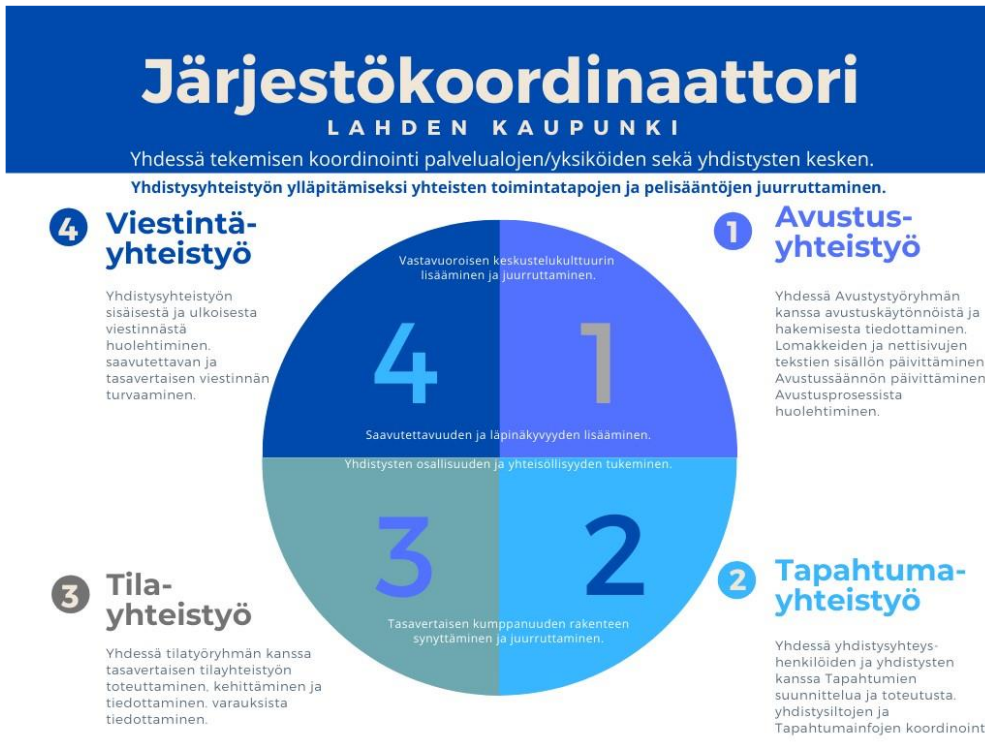 Järjestökoordinaattori
LAHDEN KAUPUNKI
Yhdessä tekemisen koordinointi palvelualojen/yksiköiden sekä yhdistysten kesken.
Yhdistysyhteistyön ylläpitämiseksi yhteisten toimintatapojen ja pelisääntöjen juurruttaminen.
4
Viestintä-
yhteistyö
Yhdistysyhteistyön
sisäisestä ja ulkoisesta
viestinnästä
huolehtiminen.
saavutettavan ja
tasavertaisen viestinnän
turvaaminen.
1
Avustus-
yhteistyö
Yhdessä Avustystyöryhmän
kanssa avustuskäytönnöistä ja
hakemisesta tiedottaminen.
Lomakkeiden ja nettisivujen
tekstien sisällön päivittäminen
Avustussäännön päivittäminen
Avustusprosessista
huolehtiminen.
Vastavuoroisen keskustelukulttuurin
lisääminen ja juurruttaminen.
4
1
Saavutettavuuden ja läpinäkyvyyden lisääminen.
Yhdistysten osallisuuden ja yhteisöllisyyden tukeminen.
3
2
Tasavertaisen kumppanuuden rakenteen
synyttäminen ja juurruttaminen.
3
Tila-
yhteistyö
Yhdessä tilatyöryhmän kanssa
tasavertaisen tilayhteistyön
toteuttaminen, kehittäminen ja
tiedottaminen. varauksista
tiedottaminen.
2
Tapahtuma-
yhteistyö
Yhdessä yhdistysyhteys-
henkilöiden ja yhdistysten
kanssa Tapahtumien
suunnittelua ja toteutusta.
yhdistysiltojen ja
Tapahtumainfojen koordinoint